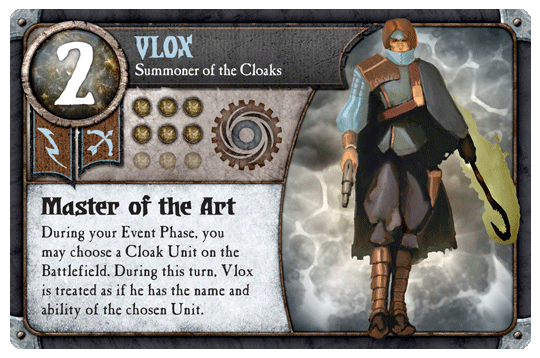 2
VLOX
Summoner of the Cloaks
Master of the Art
During your Event Phase, you
may choose a Cloak Unit on the
Battlefield. During this turn, Vlox
is treated as if he has the name and
ability of the chosen Unit.